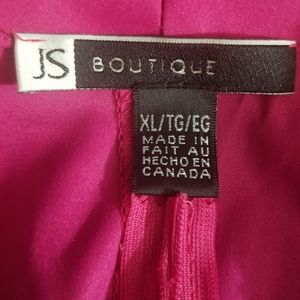 JS BOUTIQUE
XL/TG/EG
MADE IN
FAIT AU
HECHO EN
CANADA